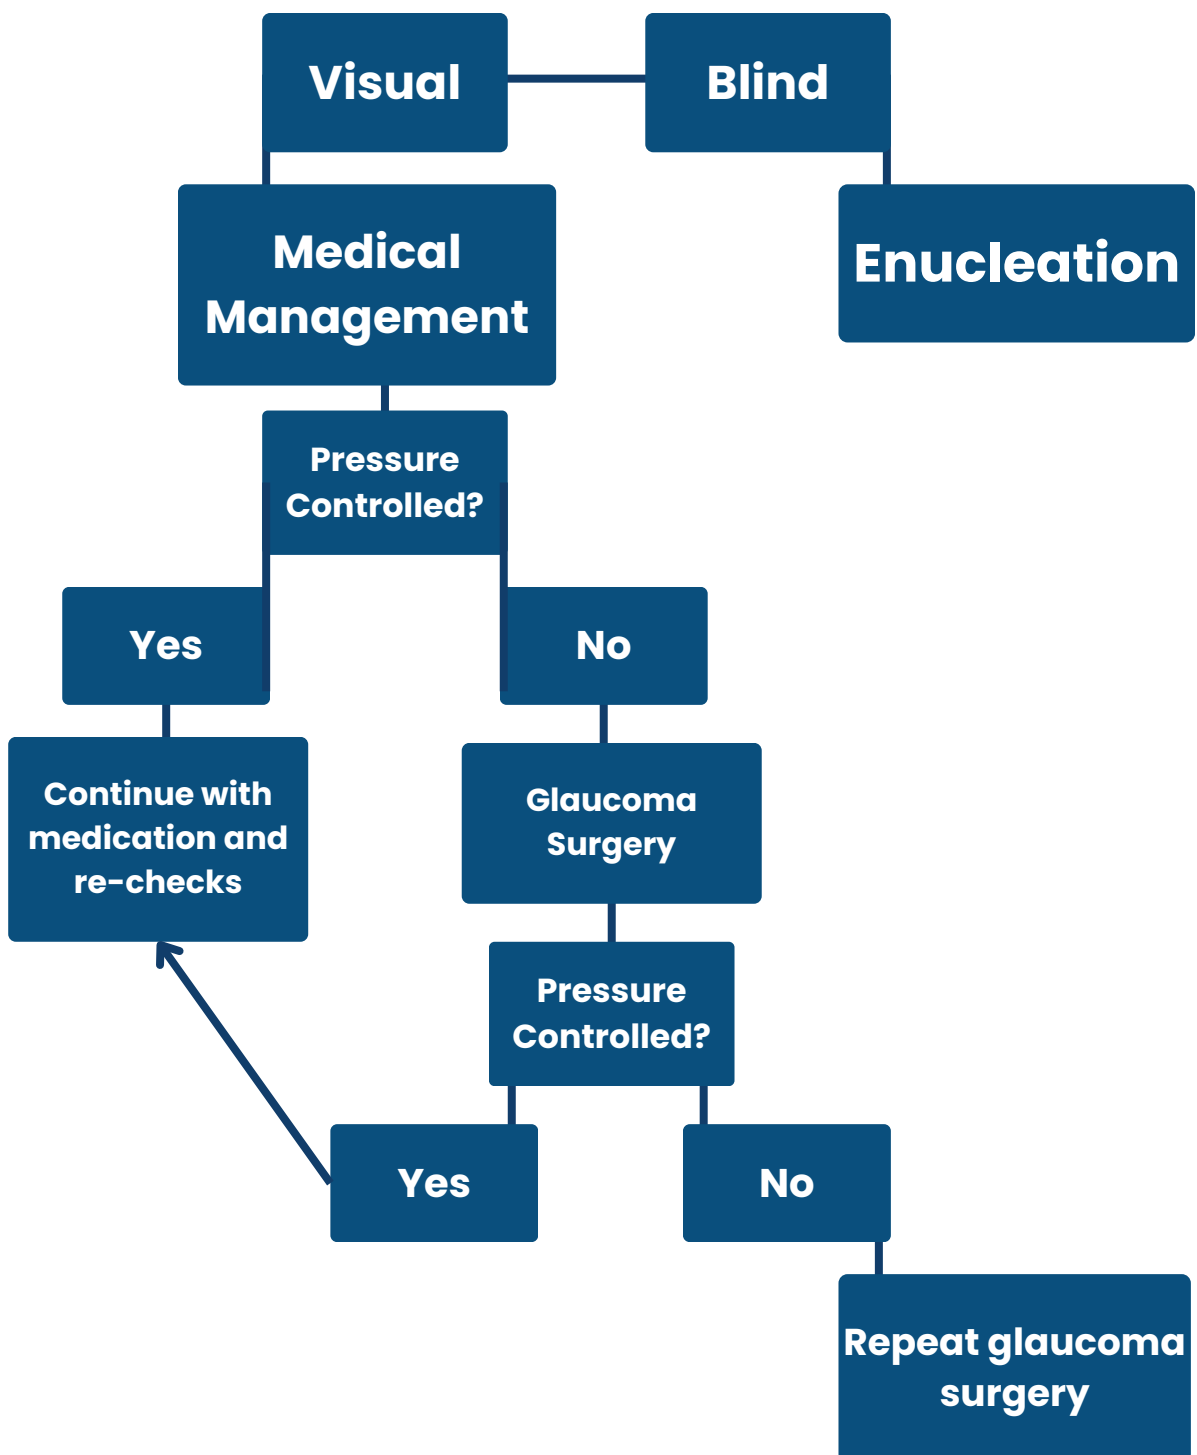 Visual
Blind
Medical
Management
Enucleation
Pressure
Controlled?
Yes
No
Continue with
medication and
re-checks
Glaucoma
Surgery
Pressure
Controlled?
Yes
No
Repeat glaucoma
surgery